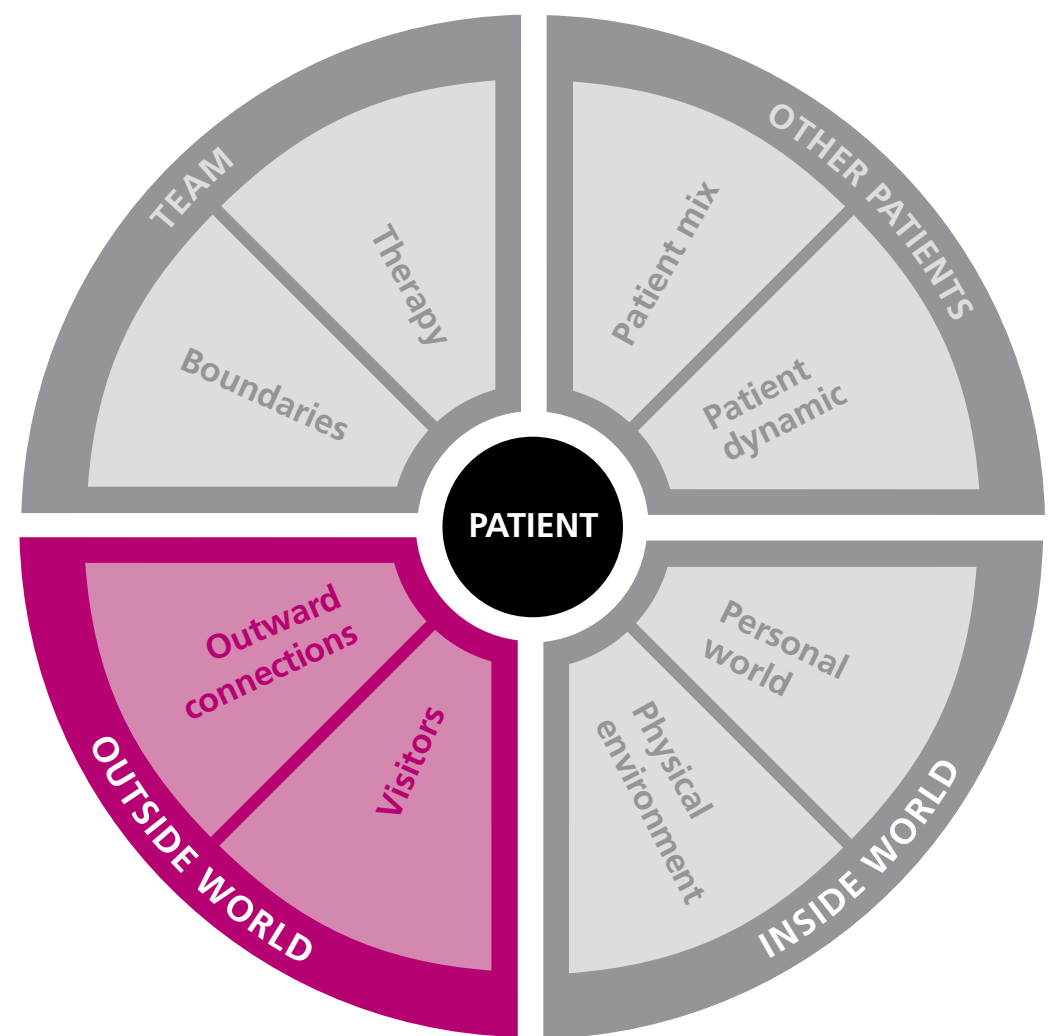 TEAM
Therapy
Boundaries
OTHER PATIENTS
Patient mix
Patient
dynamic
PATIENT
Outward
connections
Visitors
OUTSIDE WORLD
Personal
world
Physical
environment
INSIDE WORLD